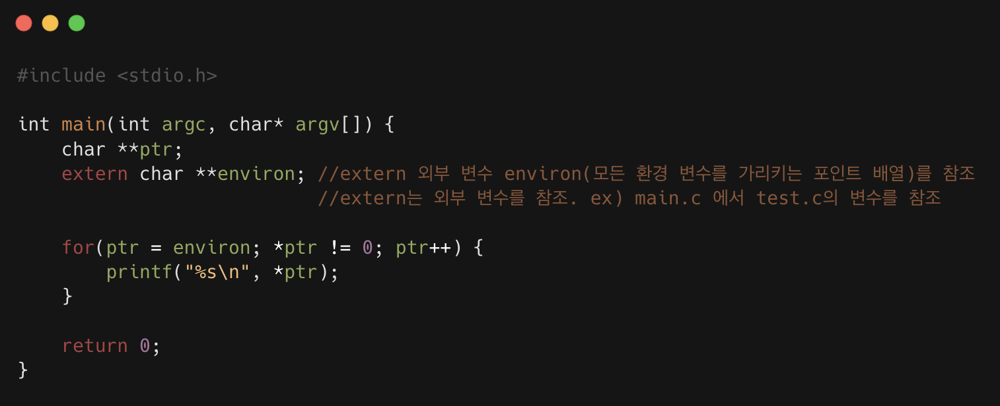 #include <stdio.h>
int main(int argc, char* argv[]) {
    char **ptr;
    extern char **environ; //extern 외부 변수 environ(모든 환경 변수를 가리키는 포인트 배열)를 참조
                           //extern는 외부 변수를 참조. ex) main.c 에서 test.c의 변수를 참조
    for(ptr = environ; *ptr != 0; ptr++) {
        printf("%s\n", *ptr);
    }
    return 0;
}